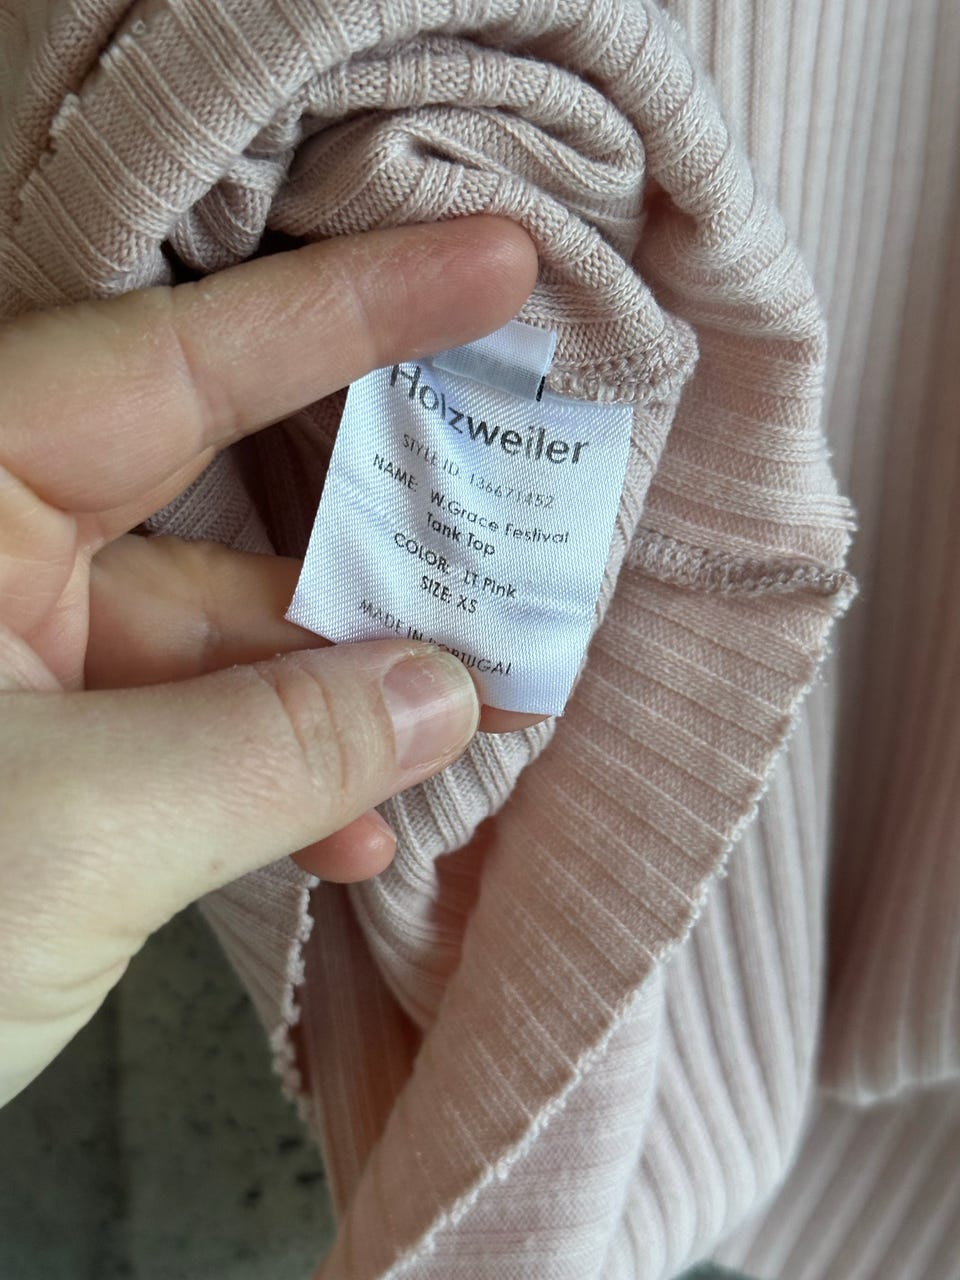 Holzweiler
STYLE ID: 136671452
NAME: W.Grace Festival
Tank Top
COLOR: LT Pink
SIZE: XS
MADE IN PORTUGAL